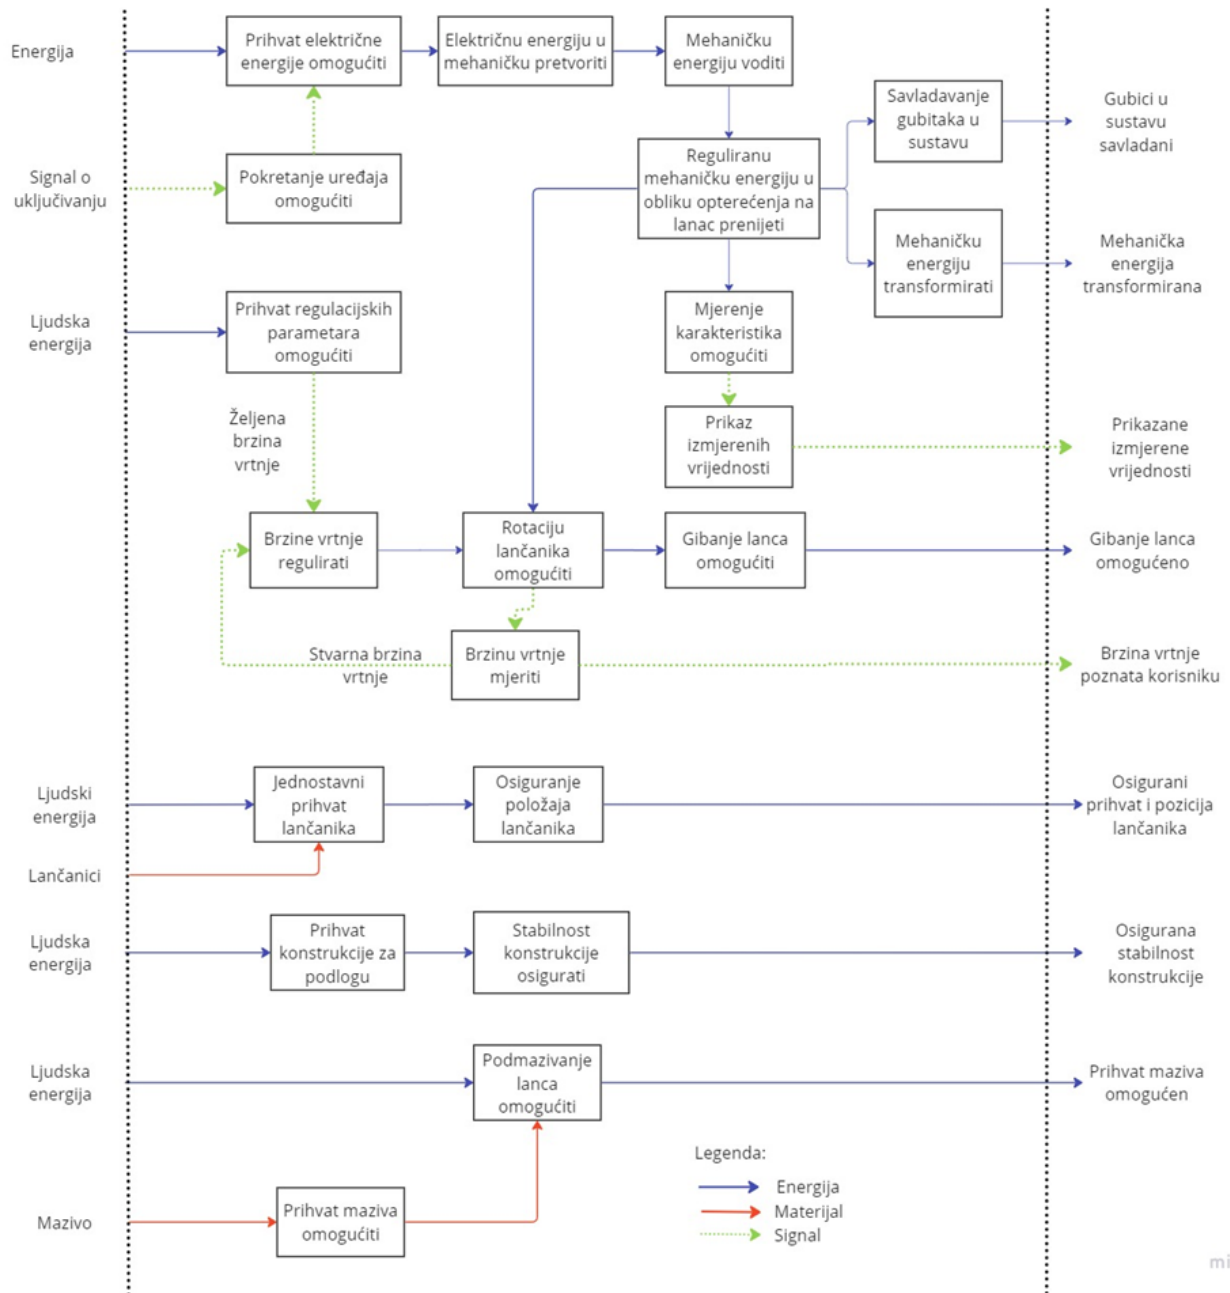 Energija
Prihvat električne
energije omogućiti
Električnu energiju u
mehaničku pretvoriti
Mehaničku
energiju voditi
Savladavanje
gubitaka u
sustavu
Gubici u
sustavu
savladani
Signal o
uključivanju
Pokretanje uređaja
omogućiti
Reguliranu
mehaničku energiju u
obliku opterećenja na
lanac prenijeti
Mehaničku
energiju
transformirati
Mehanička
energija
transformirana
Ljudska
energija
Prihvat regulacijskih
parametara
omogućiti
Mjerenje
karakteristika
omogućiti
Željena
brzina
vrtnje
Prikaz
izmjerenih
vrijednosti
Prikazane
izmjerene
vrijednosti
Brzine vrtnje
regulirati
Rotaciju
lančanika
omogućiti
Gibanje lanca
omogućiti
Gibanje lanca
omogućeno
Stvarna brzina
vrtnje
Brzinu vrtnje
mjeriti
Brzina vrtnje
poznata korisniku
Ljudski
energija
Jednostavni
prihvat
lančanika
Osiguranje
položaja
lančanika
Osigurani
prihvat i pozicija
lančanika
Lančanici
Ljudska
energija
Prihvat
konstrukcije za
podlogu
Stabilnost
konstrukcije
osigurati
Osigurana
stabilnost
konstrukcije
Ljudska
energija
Podmazivanje
lanca
omogućiti
Prihvat maziva
omogućen
Mazivo
Prihvat maziva
omogućiti
Legenda:
Energija
Materijal
Signal
mi